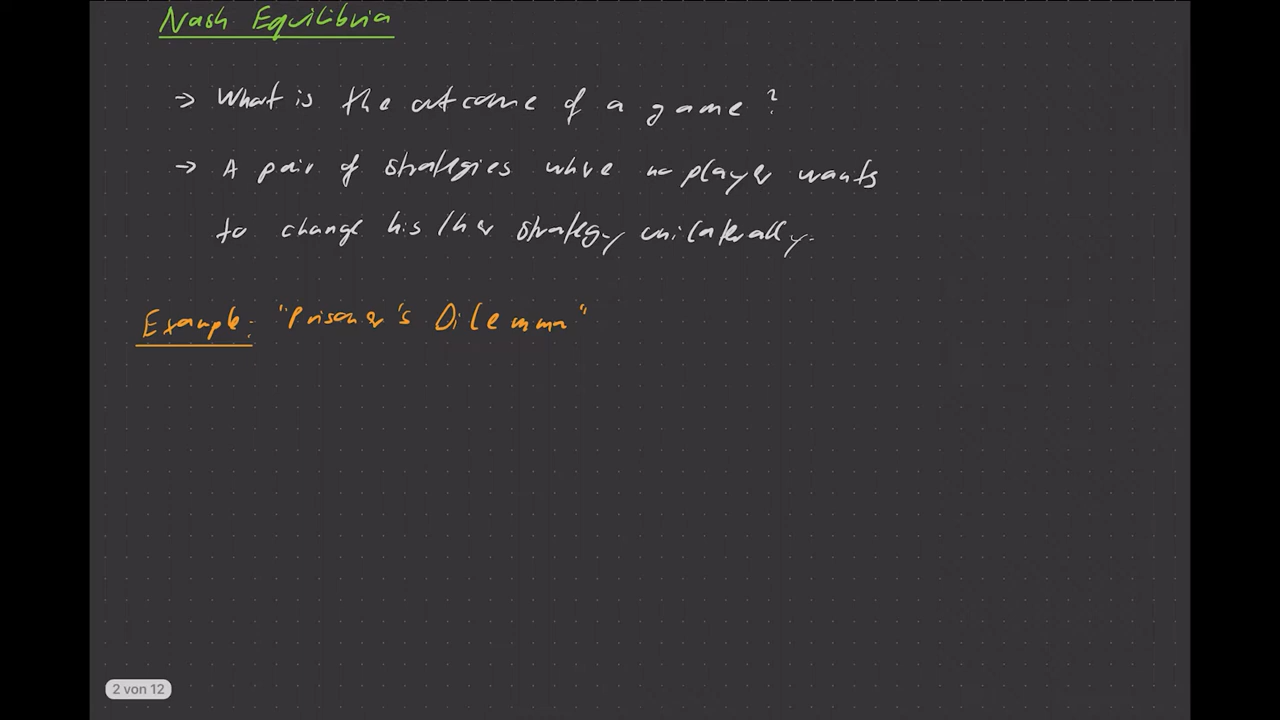 Nash Equilibria
→ What is the outcome of a game?
→ A pair of strategies where no player wants
to change his/her strategy unilaterally.
Example: "Prisoner's Dilemma"
2 von 12